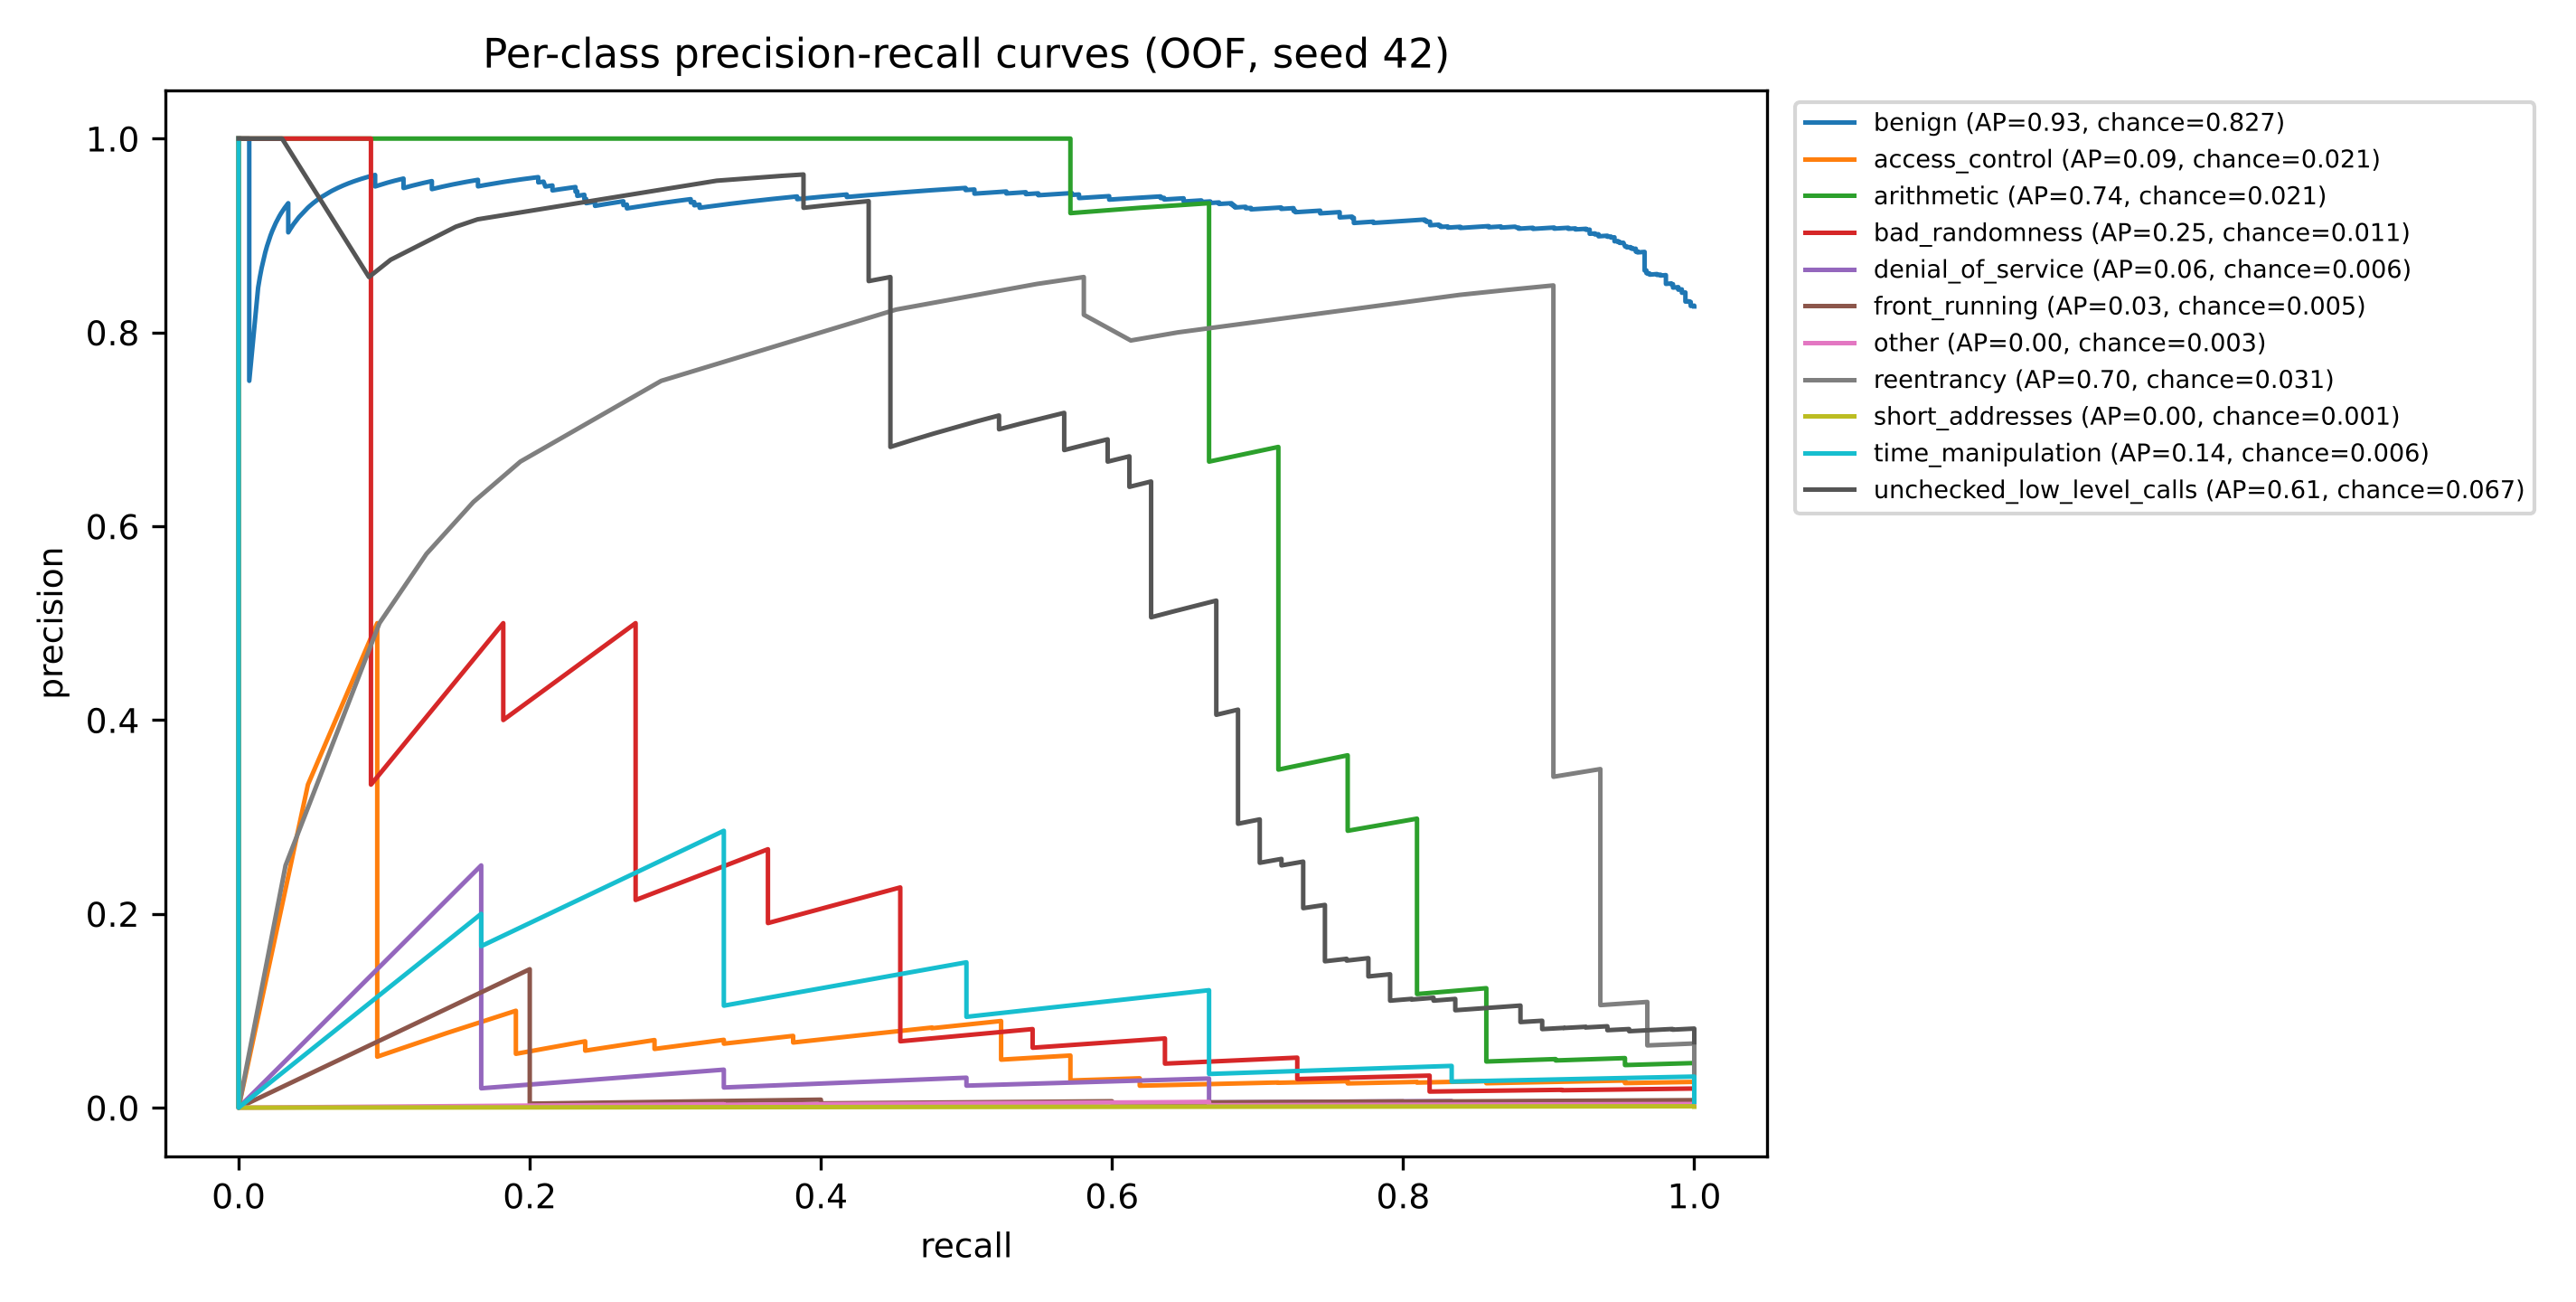 Per-class precision-recall curves (OOF, seed 42)
benign (AP=0.93, chance=0.827)
access_control (AP=0.09, chance=0.021)
arithmetic (AP=0.74, chance=0.021)
bad_randomness (AP=0.25, chance=0.011)
denial_of_service (AP=0.06, chance=0.006)
front_running (AP=0.03, chance=0.005)
other (AP=0.00, chance=0.003)
reentrancy (AP=0.70, chance=0.031)
short_addresses (AP=0.00, chance=0.001)
time_manipulation (AP=0.14, chance=0.006)
unchecked_low_level_calls (AP=0.61, chance=0.067)
precision
1.0
0.8
0.6
0.4
0.2
0.0
0.0 0.2 0.4 0.6 0.8 1.0
recall